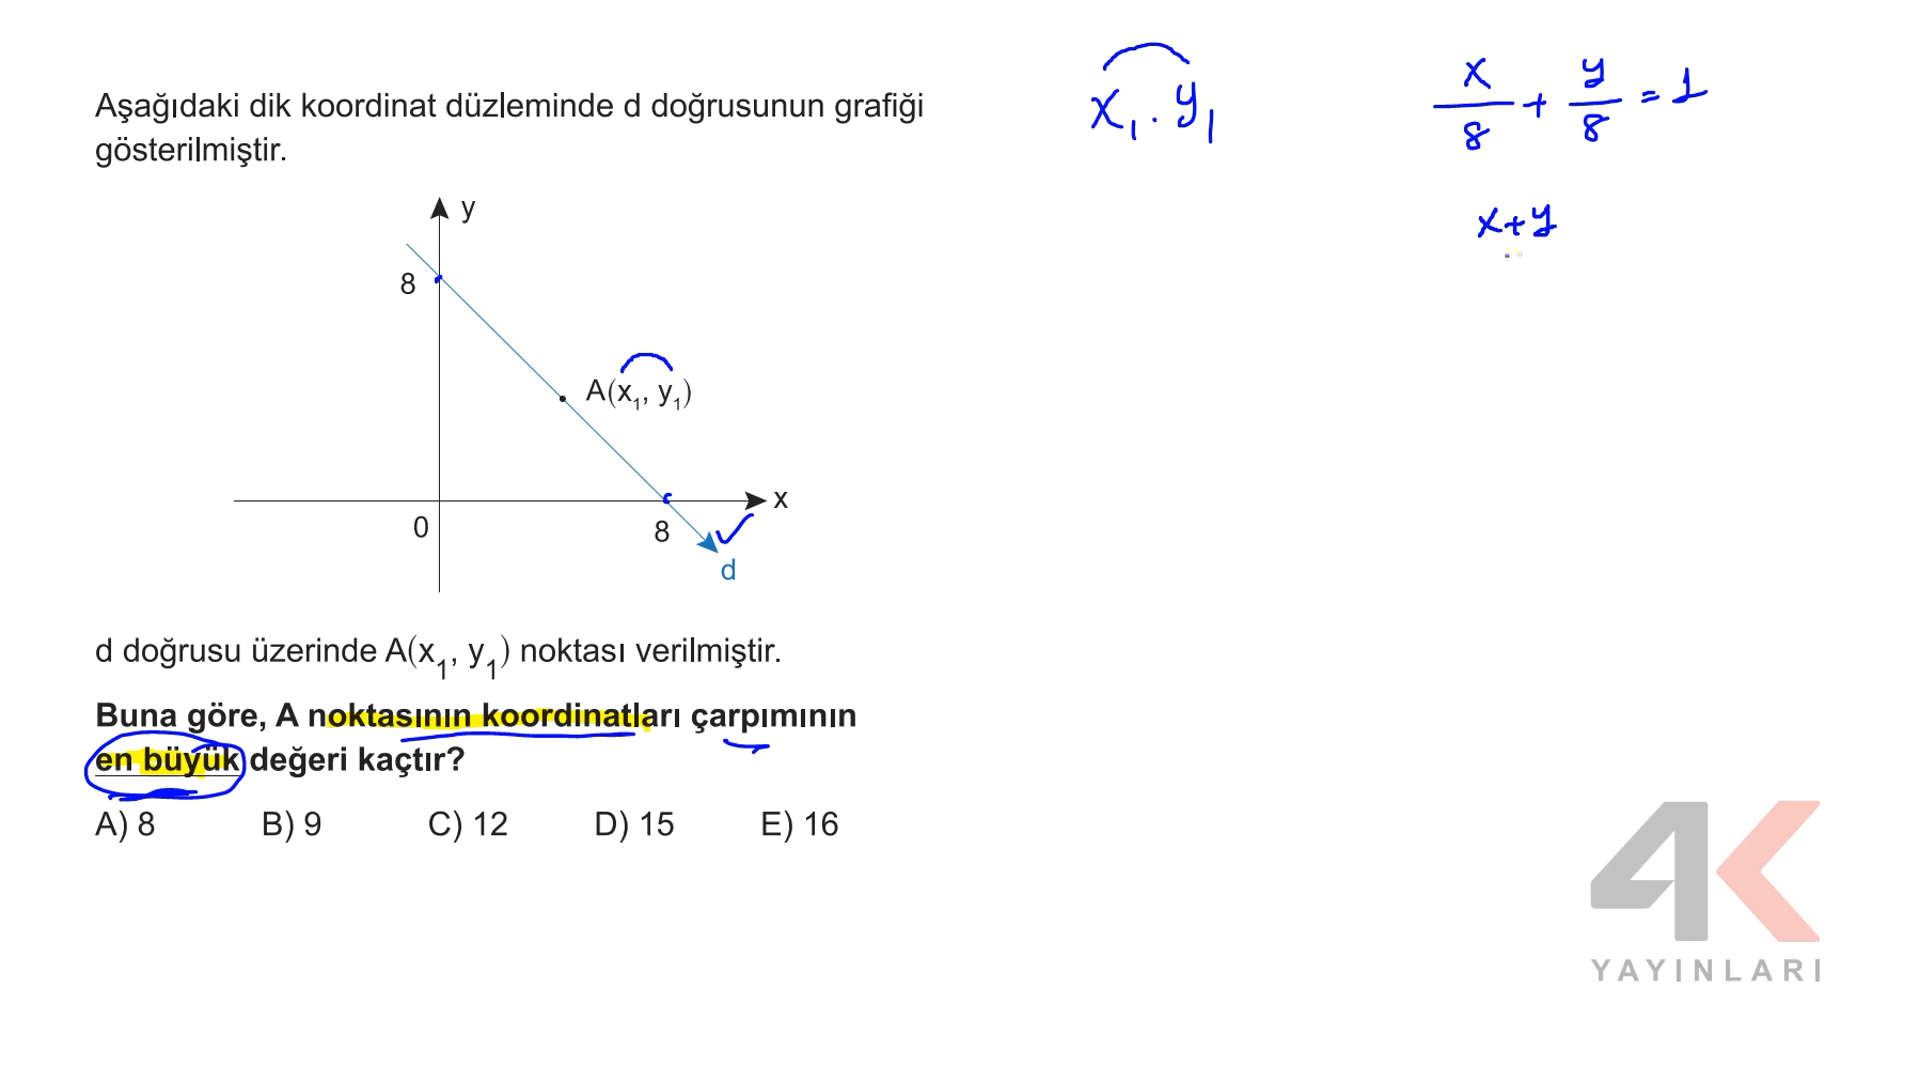 Aşağıdaki dik koordinat düzleminde d doğrusunun grafiği
gösterilmiştir.
y
8
A(x₁, y₁)
x
0
8
d
d doğrusu üzerinde A(x₁, y₁) noktası verilmiştir.
Buna göre, A noktasının koordinatları çarpımının
en büyük değeri kaçtır?
A) 8 B) 9 C) 12 D) 15 E) 16
x₁ . y₁
x/8 + y/8 = 1
x+y
4K
YAYINLARI